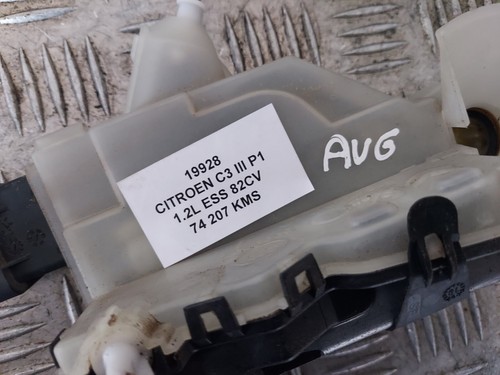 19928
CITROEN C3 III P1
1.2L ESS 82CV
74 207 KMS
AVG